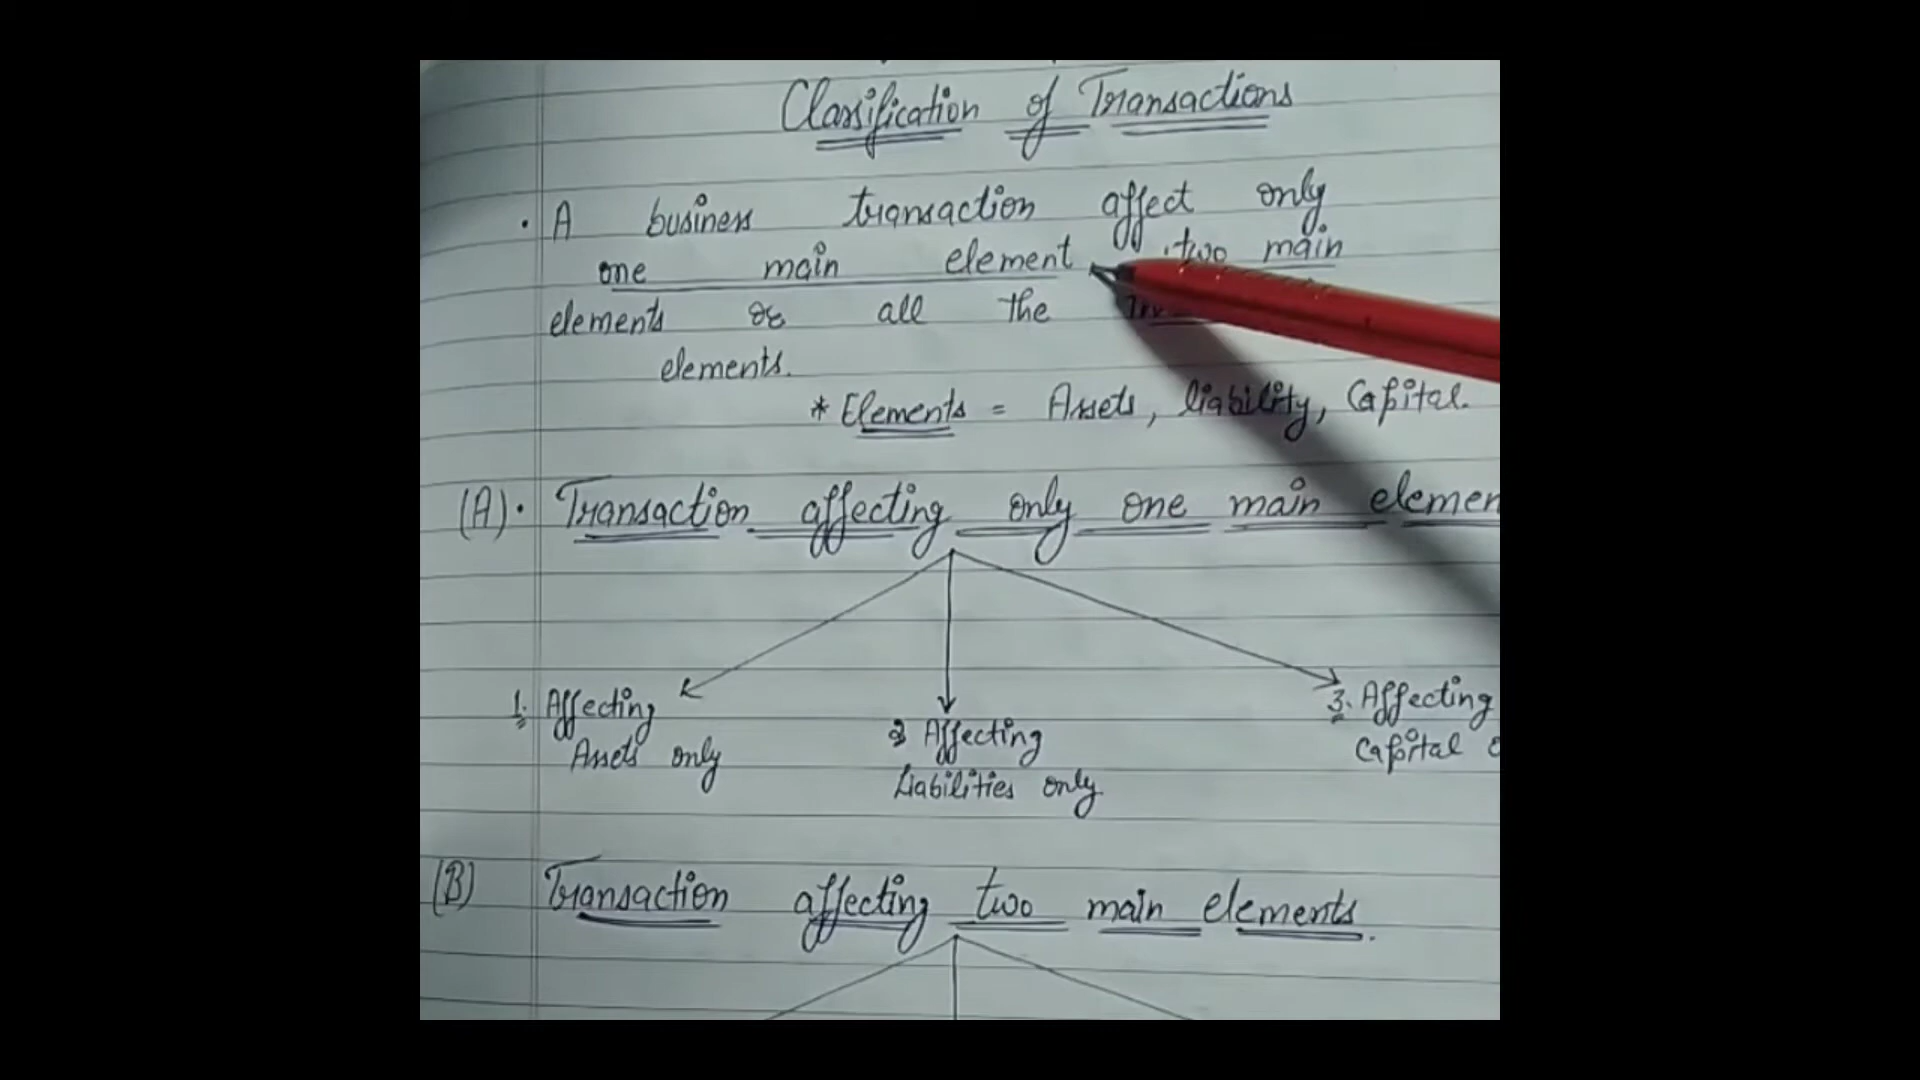 Classification of Transactions
· A business transaction affect only
one main element, two main
elements or all the
elements.
* Elements = Assets, liability, Capital.
(A). Transaction affecting only one main elemen
1. Affecting
Assets only
2 Affecting
Liabilities only
3. Affecting
Capital
(B) Transaction affecting two main elements.